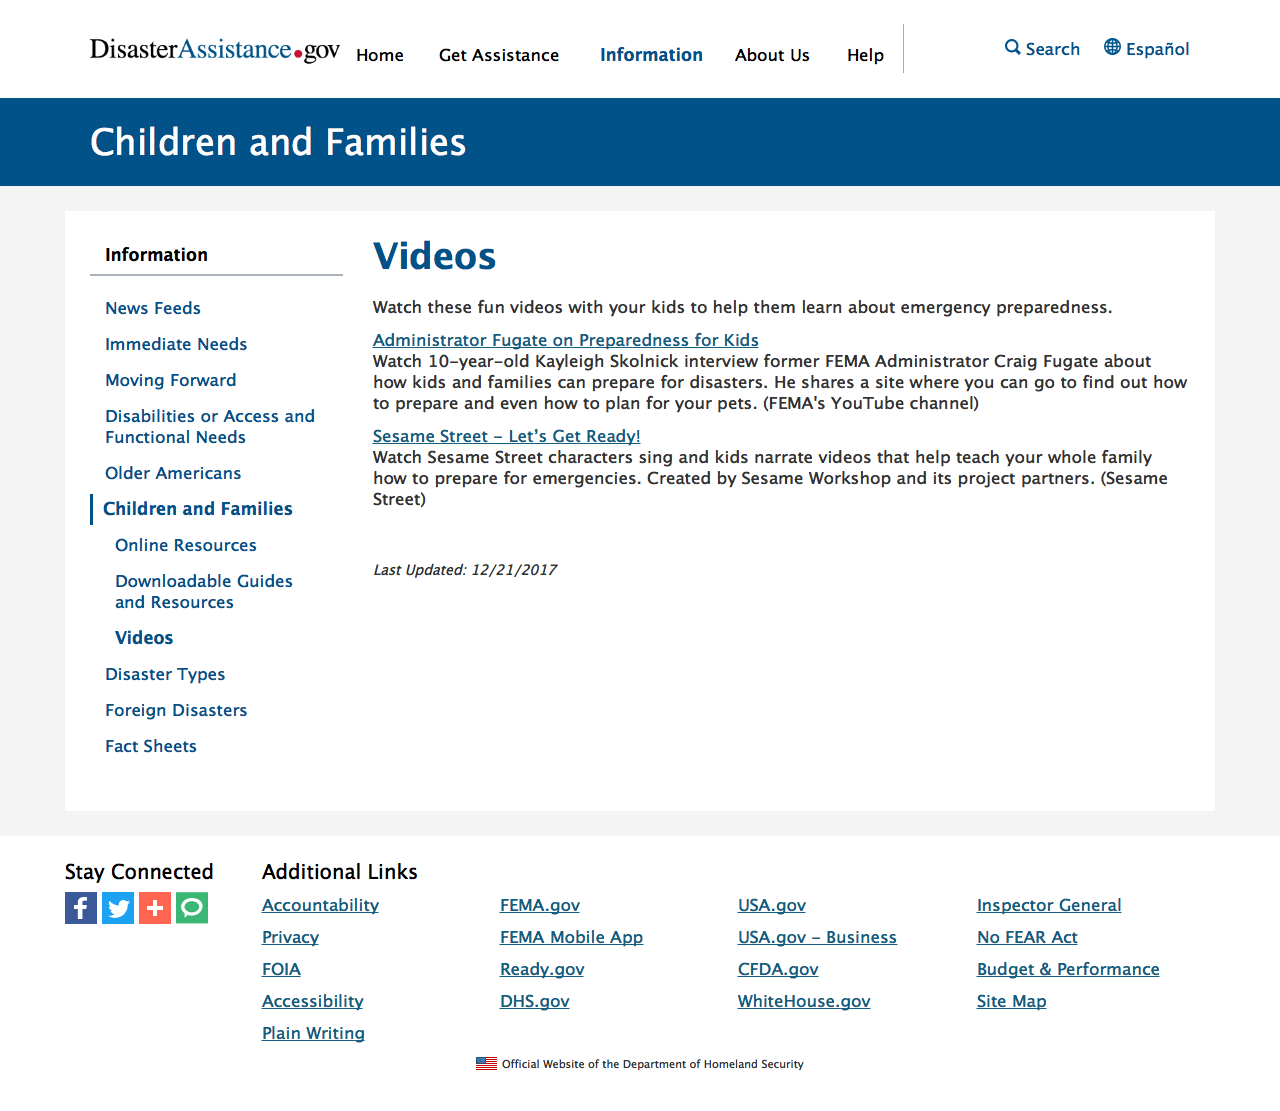 DisasterAssistance.gov
Home Get Assistance Information About Us Help
Search Español
Children and Families
Information
News Feeds
Immediate Needs
Moving Forward
Disabilities or Access and
Functional Needs
Older Americans
Children and Families
Online Resources
Downloadable Guides
and Resources
Videos
Disaster Types
Foreign Disasters
Fact Sheets
Videos
Watch these fun videos with your kids to help them learn about emergency preparedness.
Administrator Fugate on Preparedness for Kids
Watch 10-year-old Kayleigh Skolnick interview former FEMA Administrator Craig Fugate about
how kids and families can prepare for disasters. He shares a site where you can go to find out how
to prepare and even how to plan for your pets. (FEMA's YouTube channel)
Sesame Street - Let’s Get Ready!
Watch Sesame Street characters sing and kids narrate videos that help teach your whole family
how to prepare for emergencies. Created by Sesame Workshop and its project partners. (Sesame
Street)
Last Updated: 12/21/2017
Stay Connected
Additional Links
Accountability
Privacy
FOIA
Accessibility
Plain Writing
FEMA.gov
FEMA Mobile App
Ready.gov
DHS.gov
USA.gov
USA.gov - Business
CFDA.gov
WhiteHouse.gov
Inspector General
No FEAR Act
Budget & Performance
Site Map
Official Website of the Department of Homeland Security